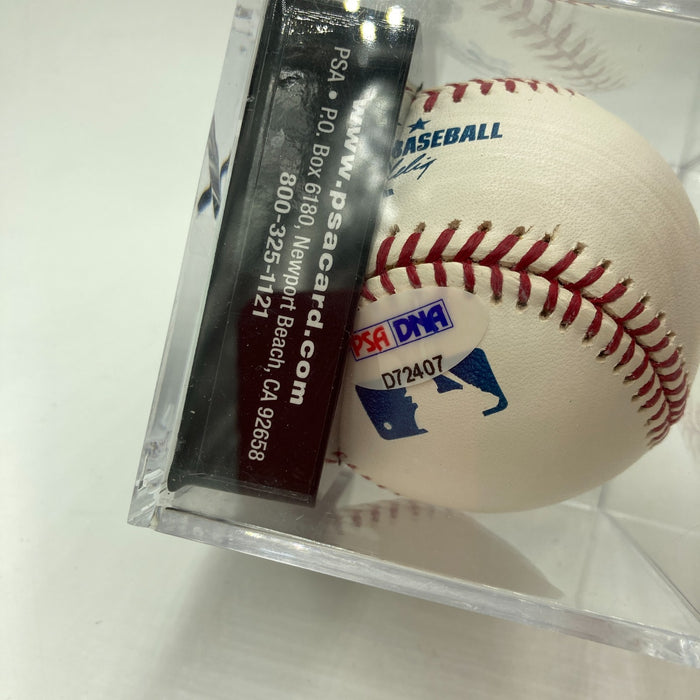 www.psacard.com
PSA • P.O. Box 6180, Newport Beach, CA 92658
800-325-1121
BASEBALL
PSA DNA
D72407